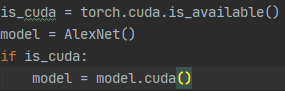 is_cuda = torch.cuda.is_available()
model = AlexNet()
if is_cuda:
    model = model.cuda()